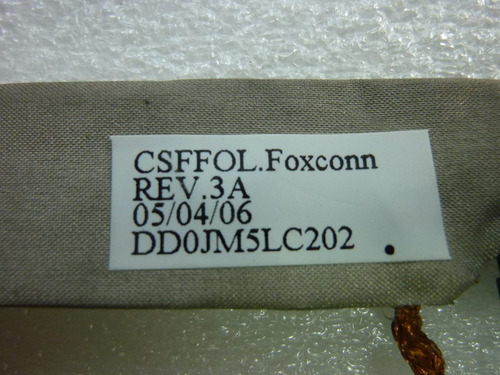 CSFFOL.Foxconn
REV.3A
05/04/06
DD0JM5LC202